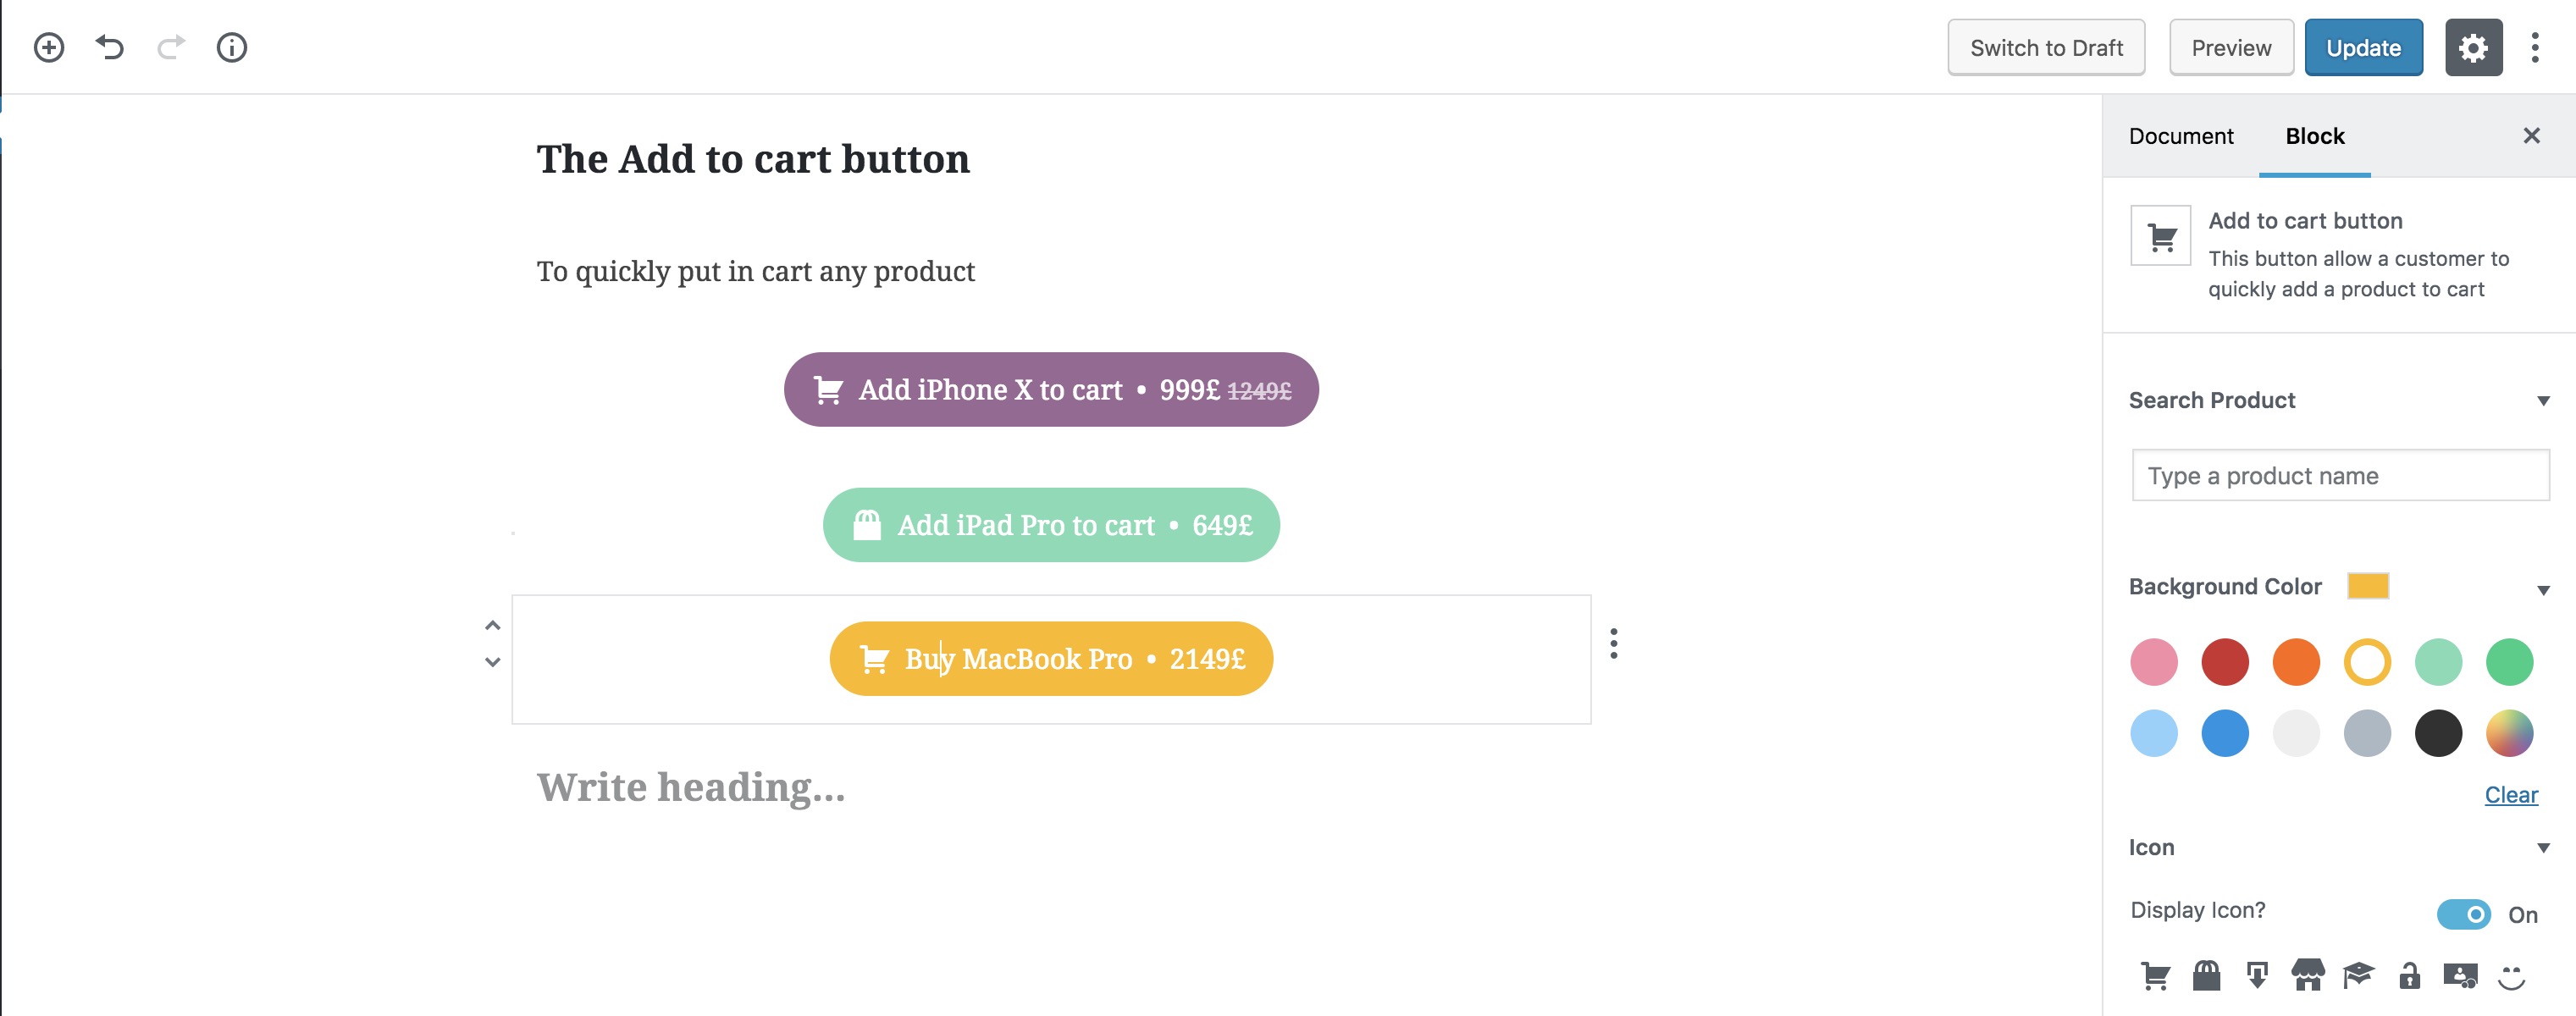 Switch to Draft
Preview
Update
The Add to cart button
To quickly put in cart any product
Add iPhone X to cart • 999£ 1249£
Add iPad Pro to cart • 649£
Buy MacBook Pro • 2149£
Write heading...
Document
Block
Add to cart button
This button allow a customer to
quickly add a product to cart
Search Product
Type a product name
Background Color
Clear
Icon
Display Icon?
On